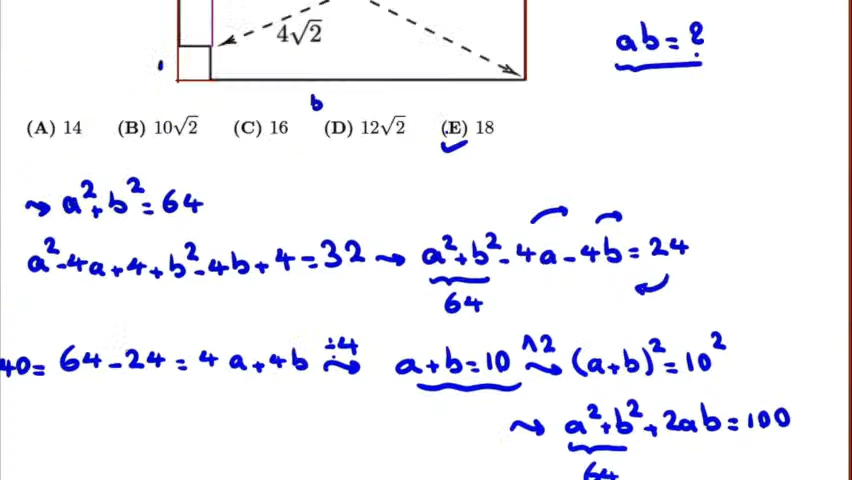 4√2
ab = ?
b
(A) 14 (B) 10√2 (C) 16 (D) 12√2 (E) 18
⇝ a² + b² = 64
a² - 4a + 4 + b² - 4b + 4 = 32 ⇝ a² + b² - 4a - 4b = 24
64
40 = 64 - 24 = 4a + 4b ÷4 ⇝ a + b = 10 ^2 ⇝ (a + b)² = 10²
⇝ a² + b² + 2ab = 100
64